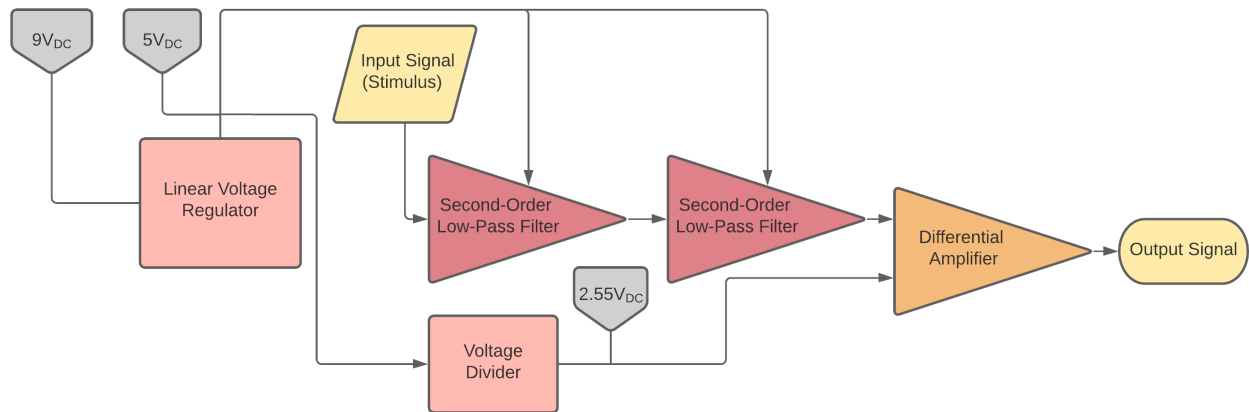 9VDC
5VDC
Input Signal
(Stimulus)
Linear Voltage
Regulator
Second-Order
Low-Pass Filter
Second-Order
Low-Pass Filter
Differential
Amplifier
Output Signal
2.55VDC
Voltage
Divider